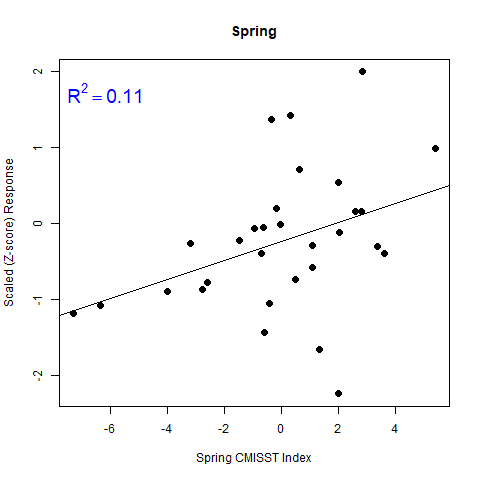 Spring
R² = 0.11
Scaled (Z-score) Response
2
1
0
-1
-2
-6 -4 -2 0 2 4
Spring CMISST Index